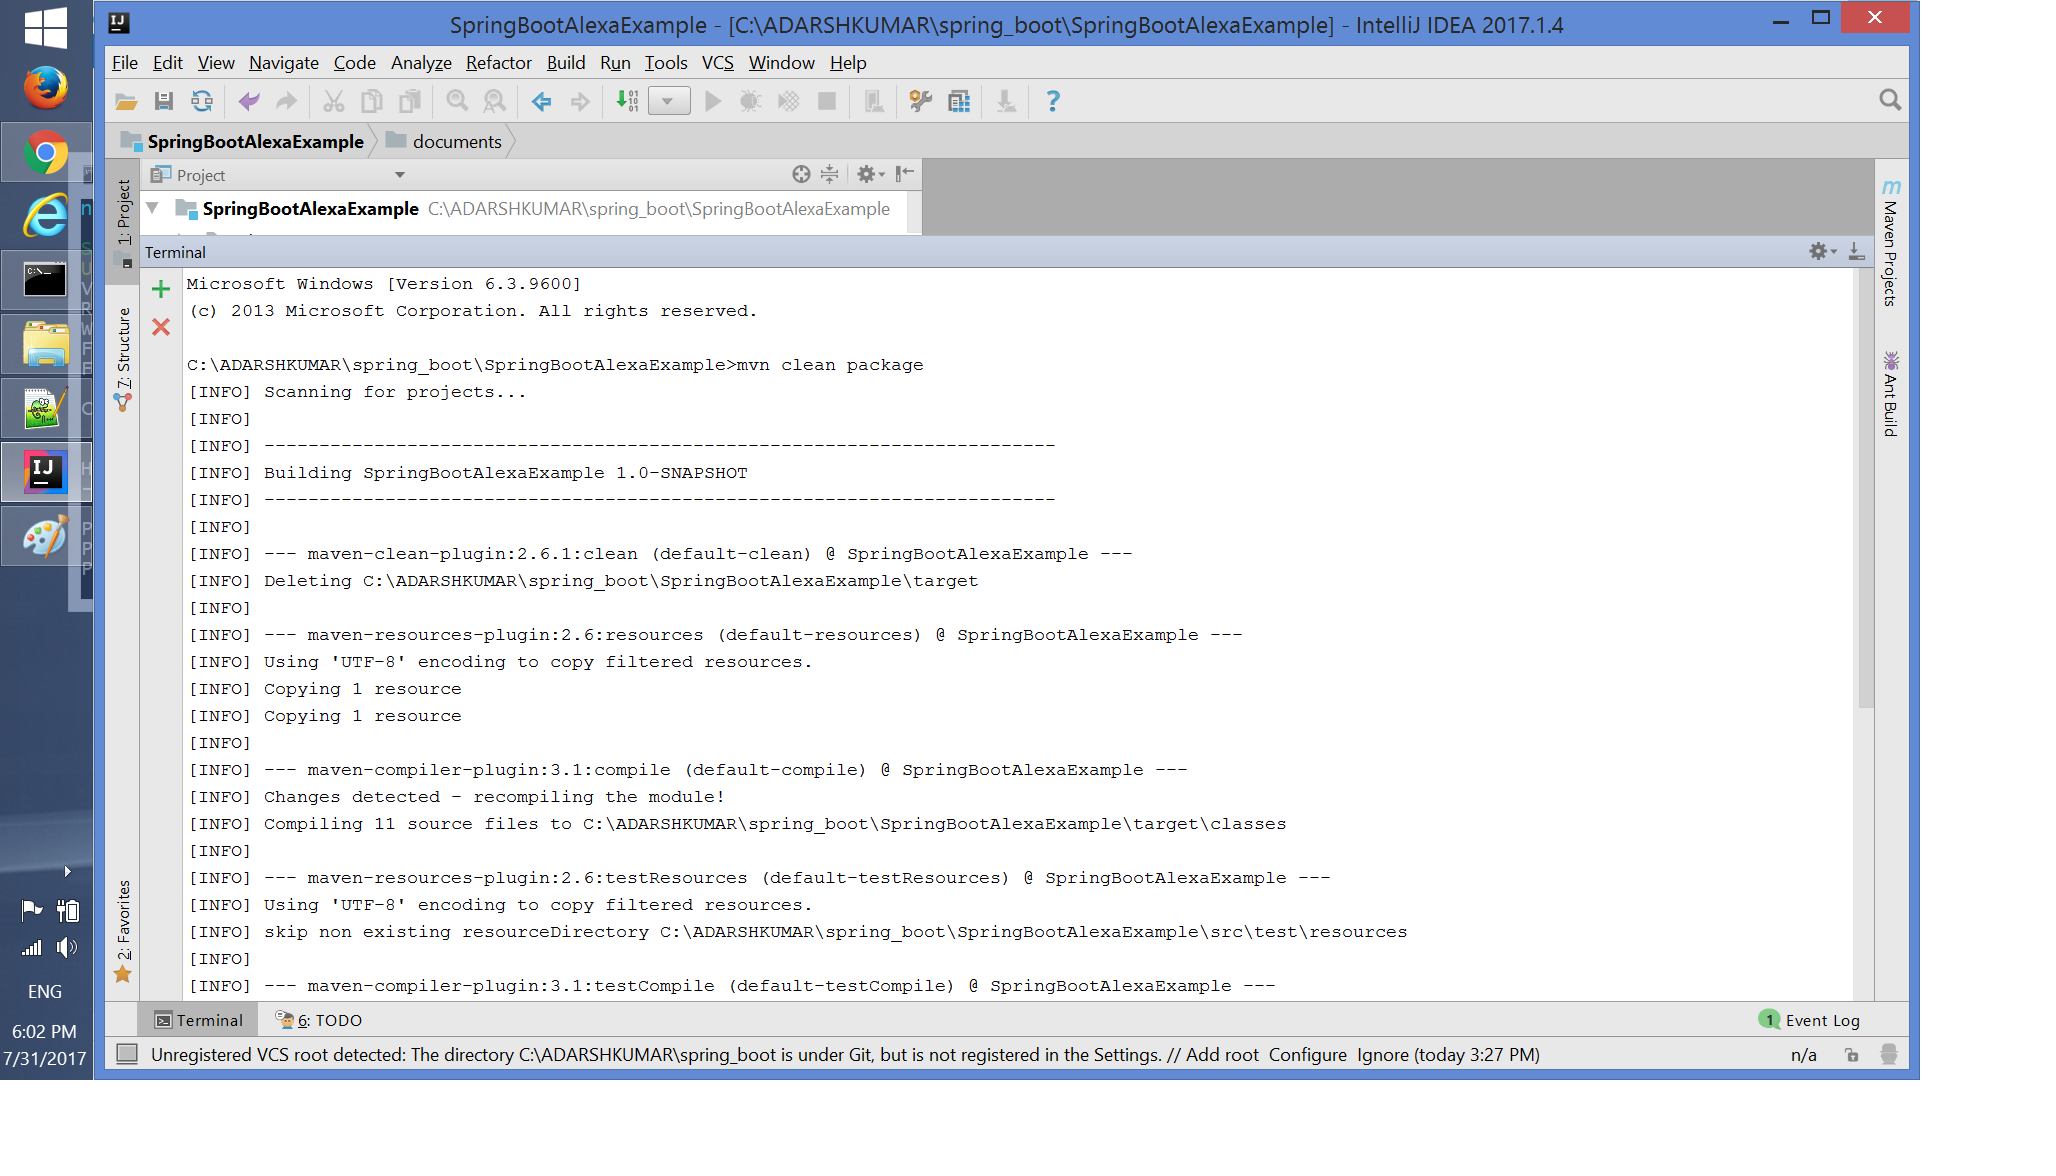 SpringBootAlexaExample - [C:\ADARSHKUMAR\spring_boot\SpringBootAlexaExample] - IntelliJ IDEA 2017.1.4
File Edit View Navigate Code Analyze Refactor Build Run Tools VCS Window Help
SpringBootAlexaExample documents
Project
SpringBootAlexaExample C:\ADARSHKUMAR\spring_boot\SpringBootAlexaExample
1: Project
7: Structure
2: Favorites
Maven Projects
Ant Build
Terminal
Microsoft Windows [Version 6.3.9600]
(c) 2013 Microsoft Corporation. All rights reserved.
C:\ADARSHKUMAR\spring_boot\SpringBootAlexaExample>mvn clean package
[INFO] Scanning for projects...
[INFO]
[INFO] ------------------------------------------------------------------------
[INFO] Building SpringBootAlexaExample 1.0-SNAPSHOT
[INFO] ------------------------------------------------------------------------
[INFO]
[INFO] --- maven-clean-plugin:2.6.1:clean (default-clean) @ SpringBootAlexaExample ---
[INFO] Deleting C:\ADARSHKUMAR\spring_boot\SpringBootAlexaExample\target
[INFO]
[INFO] --- maven-resources-plugin:2.6:resources (default-resources) @ SpringBootAlexaExample ---
[INFO] Using 'UTF-8' encoding to copy filtered resources.
[INFO] Copying 1 resource
[INFO] Copying 1 resource
[INFO]
[INFO] --- maven-compiler-plugin:3.1:compile (default-compile) @ SpringBootAlexaExample ---
[INFO] Changes detected - recompiling the module!
[INFO] Compiling 11 source files to C:\ADARSHKUMAR\spring_boot\SpringBootAlexaExample\target\classes
[INFO]
[INFO] --- maven-resources-plugin:2.6:testResources (default-testResources) @ SpringBootAlexaExample ---
[INFO] Using 'UTF-8' encoding to copy filtered resources.
[INFO] skip non existing resourceDirectory C:\ADARSHKUMAR\spring_boot\SpringBootAlexaExample\src\test\resources
[INFO]
[INFO] --- maven-compiler-plugin:3.1:testCompile (default-testCompile) @ SpringBootAlexaExample ---
Terminal 6: TODO 1 Event Log
Unregistered VCS root detected: The directory C:\ADARSHKUMAR\spring_boot is under Git, but is not registered in the Settings. // Add root Configure Ignore (today 3:27 PM) n/a
ENG
6:02 PM
7/31/2017